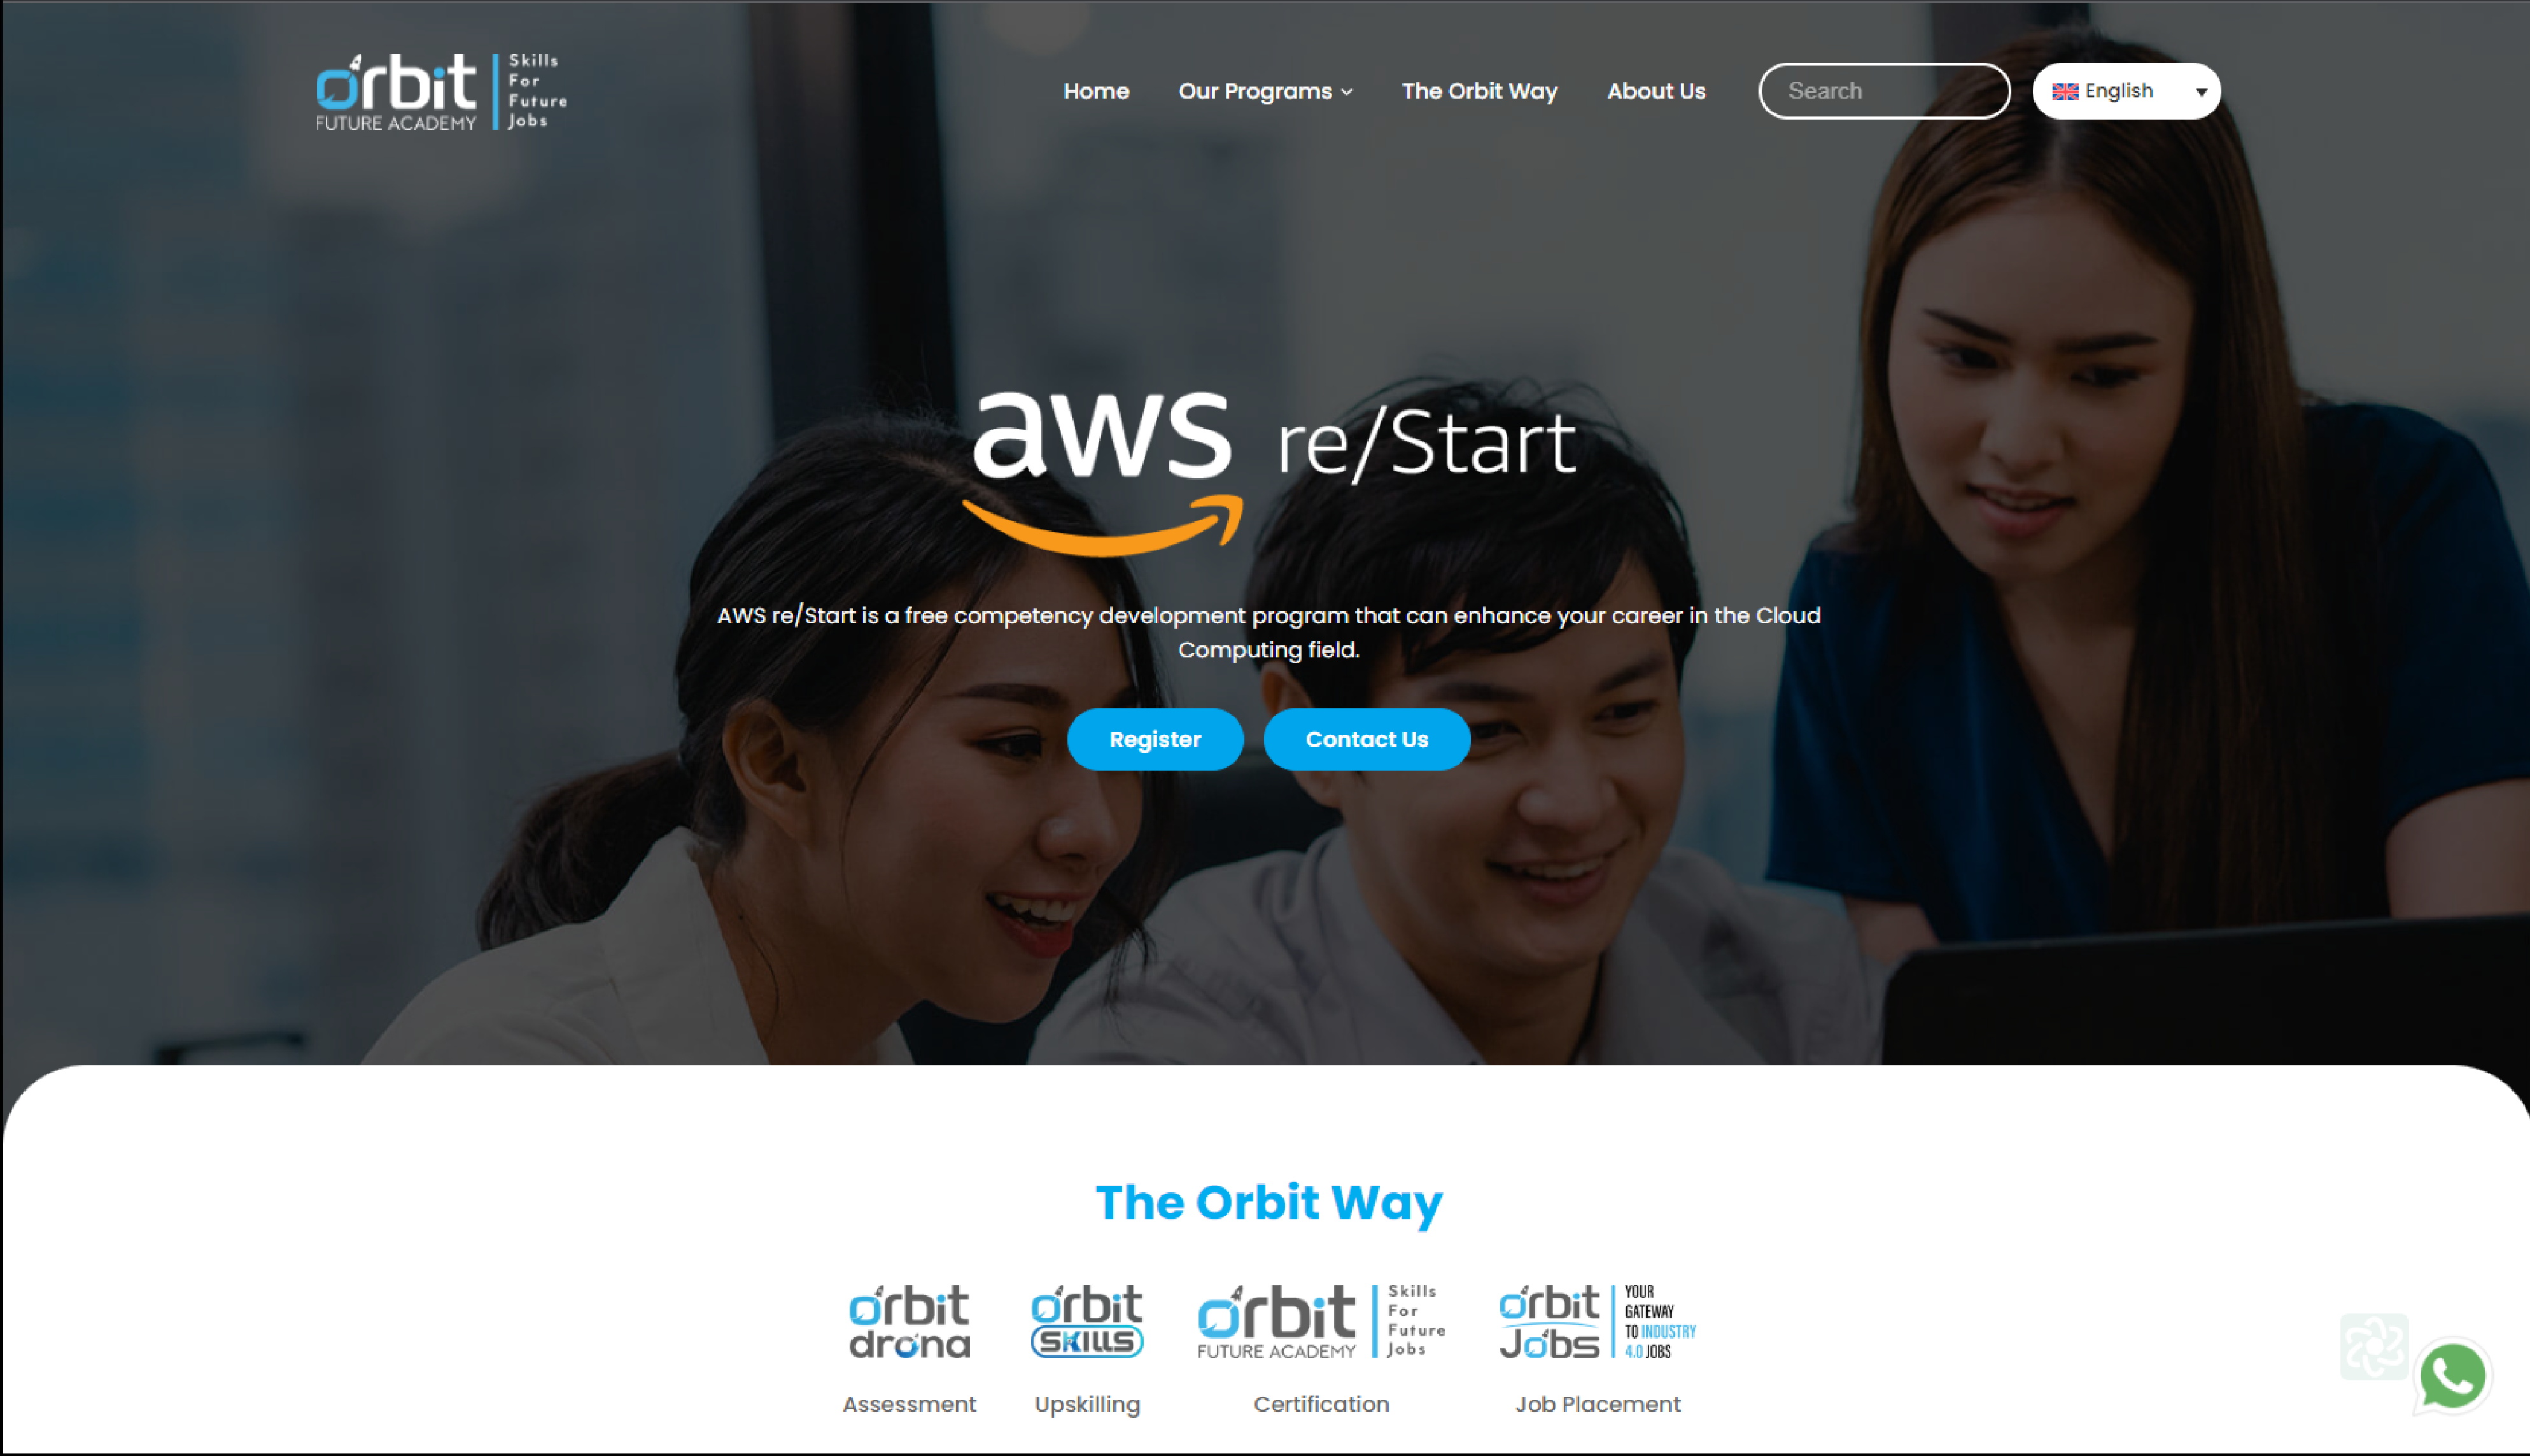 orbit
FUTURE ACADEMY
Skills
For
Future
Jobs
Home
Our Programs
The Orbit Way
About Us
Search
English
aws re/Start
AWS re/Start is a free competency development program that can enhance your career in the Cloud
Computing field.
Register
Contact Us
The Orbit Way
orbit
drona
Assessment
orbit
SKILLS
Upskilling
orbit
FUTURE ACADEMY
Skills
For
Future
Jobs
Certification
orbit
Jobs
YOUR
GATEWAY
TO INDUSTRY
4.0 JOBS
Job Placement